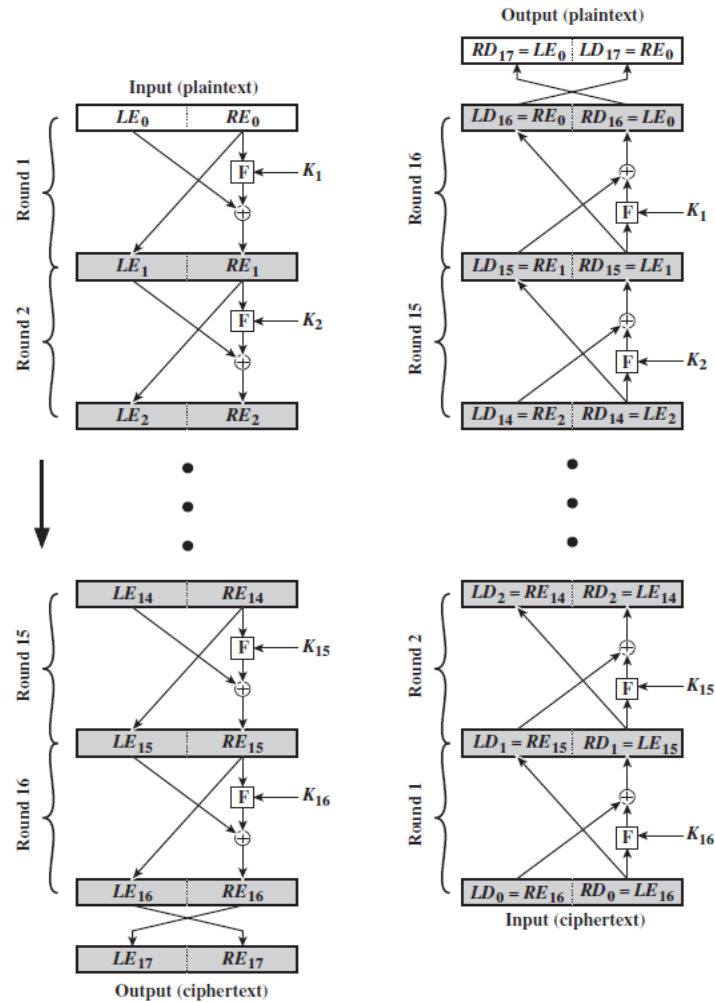 Input (plaintext)
LE₀ RE₀
Round 1
F
K₁
+
LE₁ RE₁
Round 2
F
K₂
+
LE₂ RE₂
LE₁₄ RE₁₄
Round 15
F
K₁₅
+
LE₁₅ RE₁₅
Round 16
F
K₁₆
+
LE₁₆ RE₁₆
LE₁₇ RE₁₇
Output (ciphertext)
Output (plaintext)
RD₁₇ = LE₀ LD₁₇ = RE₀
LD₁₆ = RE₀ RD₁₆ = LE₀
Round 16
+
F
K₁
LD₁₅ = RE₁ RD₁₅ = LE₁
Round 15
+
F
K₂
LD₁₄ = RE₂ RD₁₄ = LE₂
LD₂ = RE₁₄ RD₂ = LE₁₄
Round 2
+
F
K₁₅
LD₁ = RE₁₅ RD₁ = LE₁₅
Round 1
+
F
K₁₆
LD₀ = RE₁₆ RD₀ = LE₁₆
Input (ciphertext)